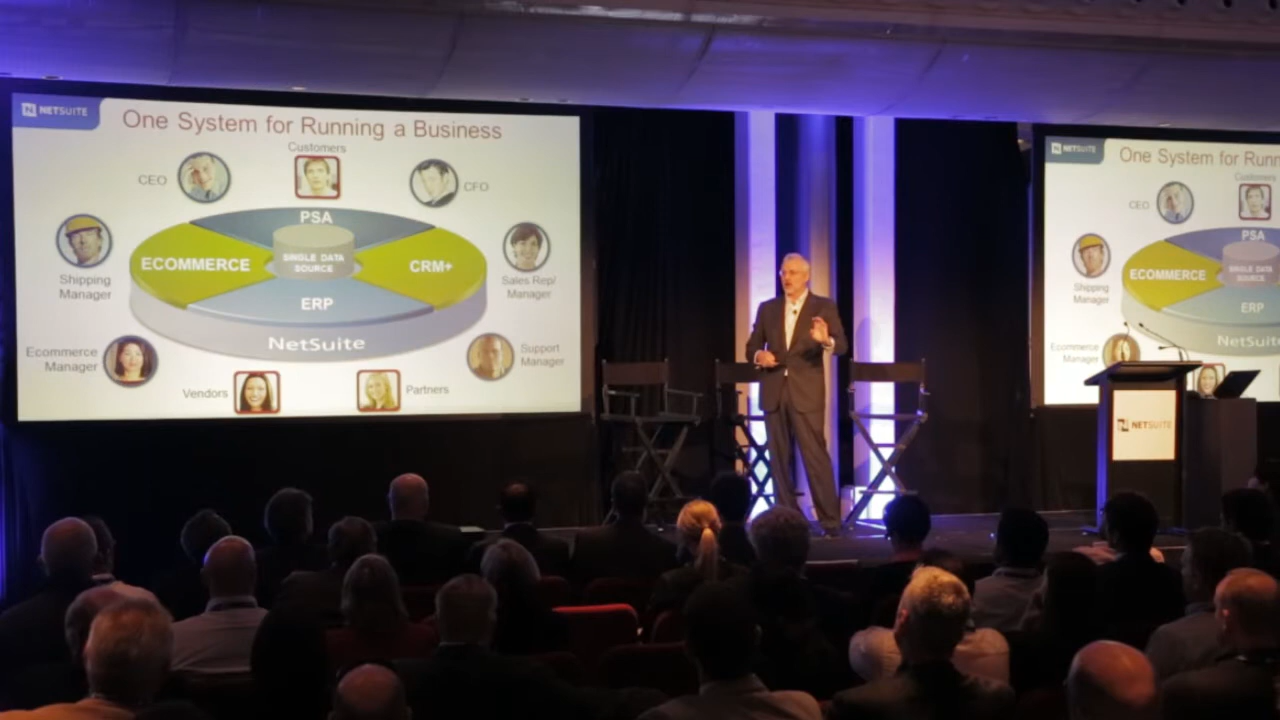 NETSUITE
One System for Running a Business
Customers
CEO
CFO
PSA
SINGLE DATA
SOURCE
ECOMMERCE
CRM+
Shipping
Manager
Sales Rep/
Manager
ERP
NetSuite
Ecommerce
Manager
Support
Manager
Vendors
Partners
NETSUITE
One System for Runn
Customers
CEO
PSA
SINGLE DATA
SOURCE
ECOMMERCE
Shipping
Manager
ERP
NetSuit
Ecommerce
Manager
NETSUITE